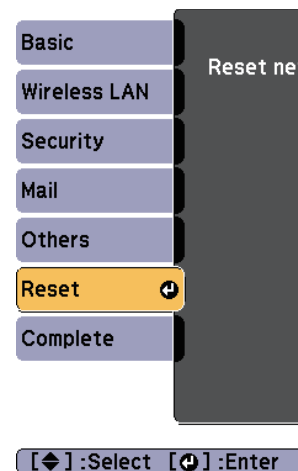 Basic
Reset ne
Wireless LAN
Security
Mail
Others
Reset
Complete
[◆] :Select [⏎] :Enter